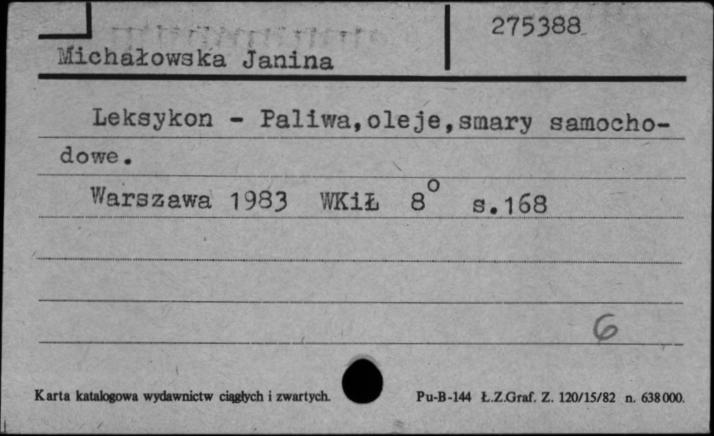 275388
Michałowska Janina
Leksykon - Paliwa,oleje,smary samocho-
dowe.
Warszawa 1983 WKiŁ 8° s.168
6
Karta katalogowa wydawnictw ciągłych i zwartych. Pu-B-144 Ł.Z.Graf. Z. 120/15/82 n. 638000.